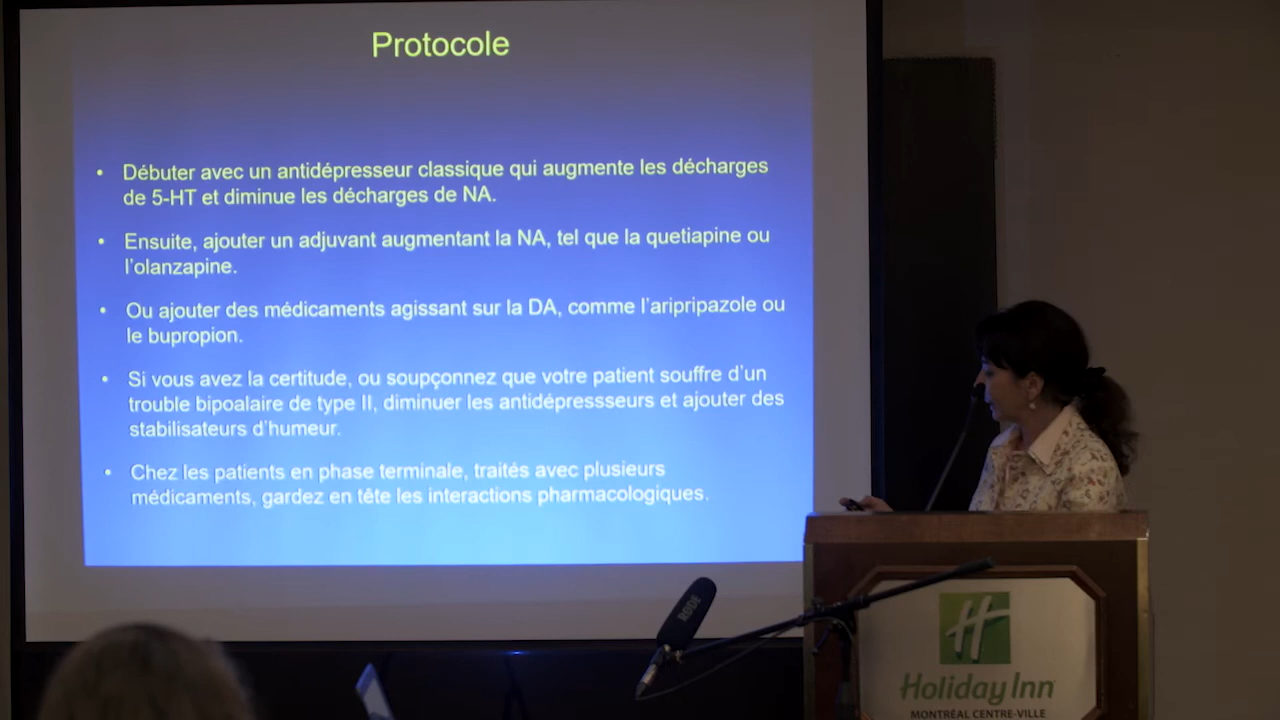 Protocole
• Débuter avec un antidépresseur classique qui augmente les décharges
de 5-HT et diminue les décharges de NA.
• Ensuite, ajouter un adjuvant augmentant la NA, tel que la quetiapine ou
l'olanzapine.
• Ou ajouter des médicaments agissant sur la DA, comme l'aripripazole ou
le bupropion.
• Si vous avez la certitude, ou soupçonnez que votre patient souffre d'un
trouble bipoalaire de type II, diminuer les antidépressseurs et ajouter des
stabilisateurs d'humeur.
• Chez les patients en phase terminale, traités avec plusieurs
médicaments, gardez en tête les interactions pharmacologiques.
RØDE
H
Holiday Inn
MONTRÉAL CENTRE-VILLE